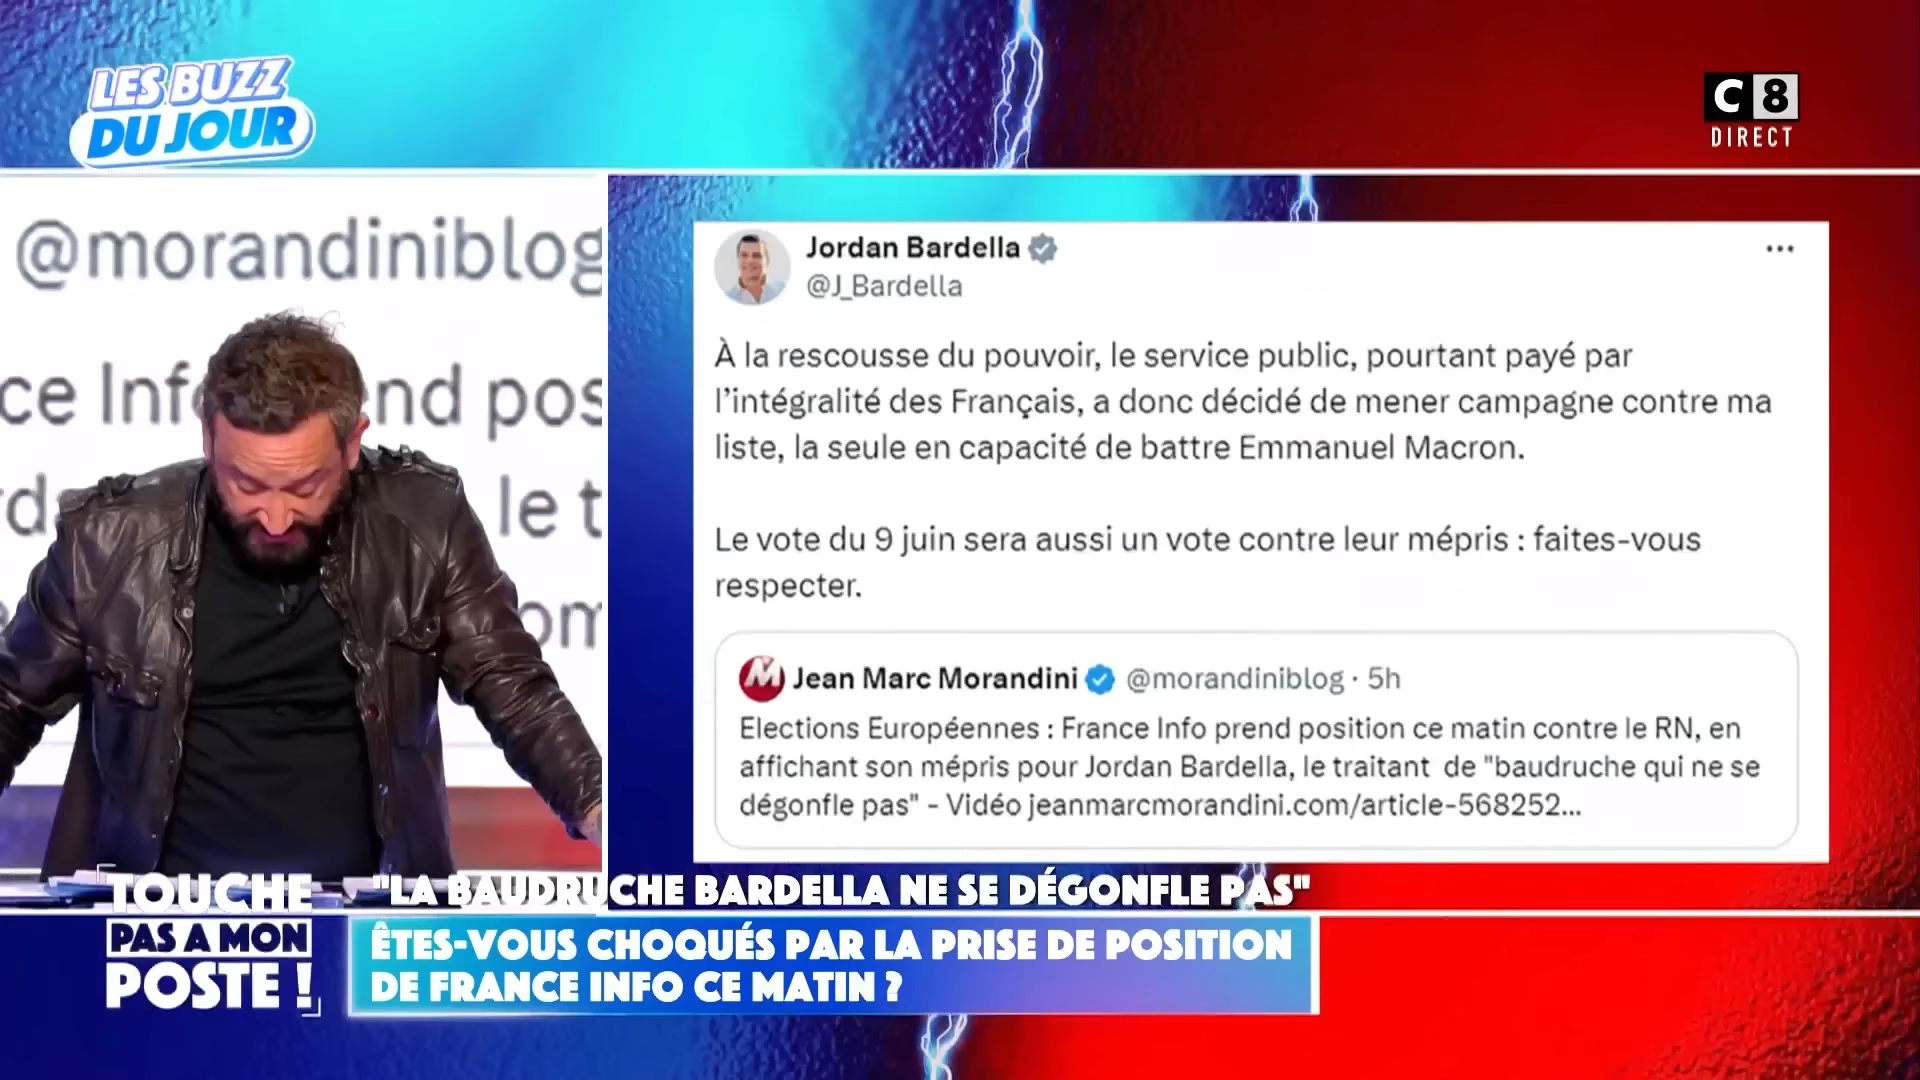 LES BUZZ
DU JOUR
C8
DIRECT
@morandiniblog
ce Info
nd pos
le t
Jordan Bardella
@J_Bardella
À la rescousse du pouvoir, le service public, pourtant payé par
l'intégralité des Français, a donc décidé de mener campagne contre ma
liste, la seule en capacité de battre Emmanuel Macron.
Le vote du 9 juin sera aussi un vote contre leur mépris : faites-vous
respecter.
M
Jean Marc Morandini @morandiniblog · 5h
Elections Européennes : France Info prend position ce matin contre le RN, en
affichant son mépris pour Jordan Bardella, le traitant de "baudruche qui ne se
dégonfle pas" - Vidéo jeanmarcmorandini.com/article-568252...
TOUCHE
PAS A MON
POSTE !
"LA BAUDRUCHE BARDELLA NE SE DÉGONFLE PAS"
ÊTES-VOUS CHOQUÉS PAR LA PRISE DE POSITION
DE FRANCE INFO CE MATIN ?